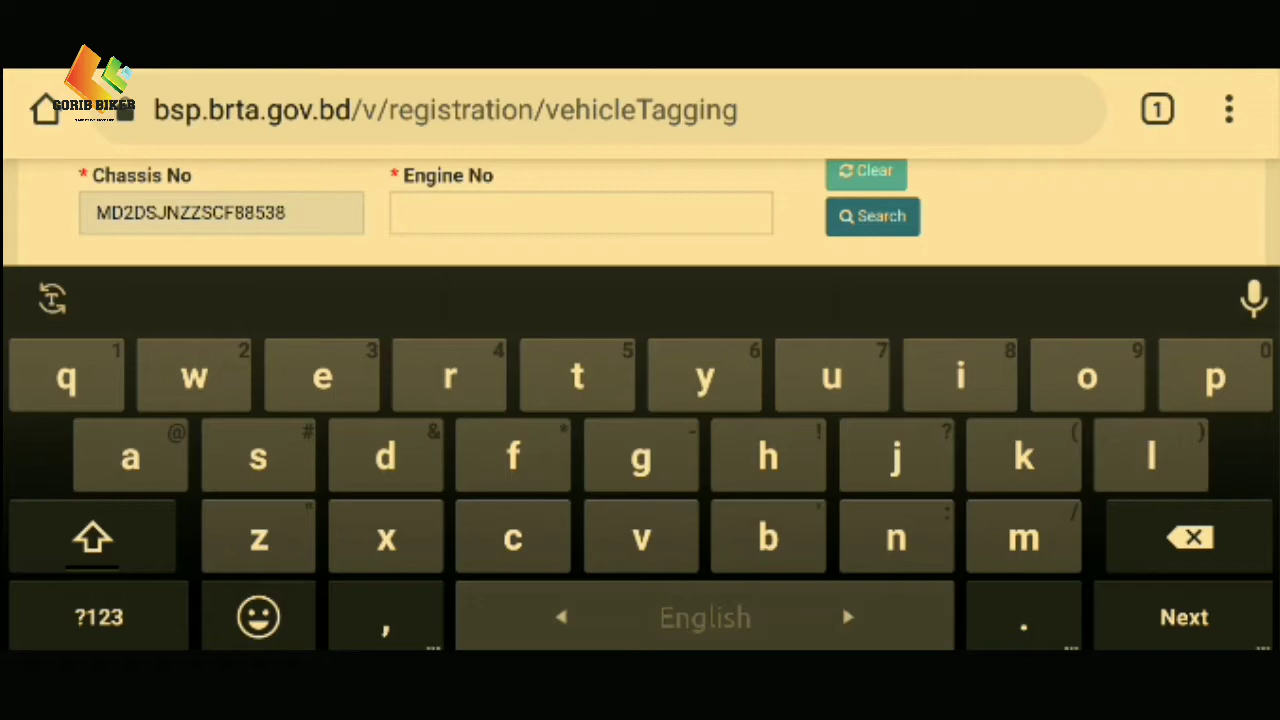 GORIB BIKER
bsp.brta.gov.bd/v/registration/vehicleTagging
1
* Chassis No
* Engine No
Clear
MD2DSJNZZSCF88538
Search
q 1 w 2 e 3 r 4 t 5 y 6 u 7 i 8 o 9 p 0
a @ s # d & f * g - h ! j ? k ( l )
z " x c v b ' n : m /
?123 , English . Next